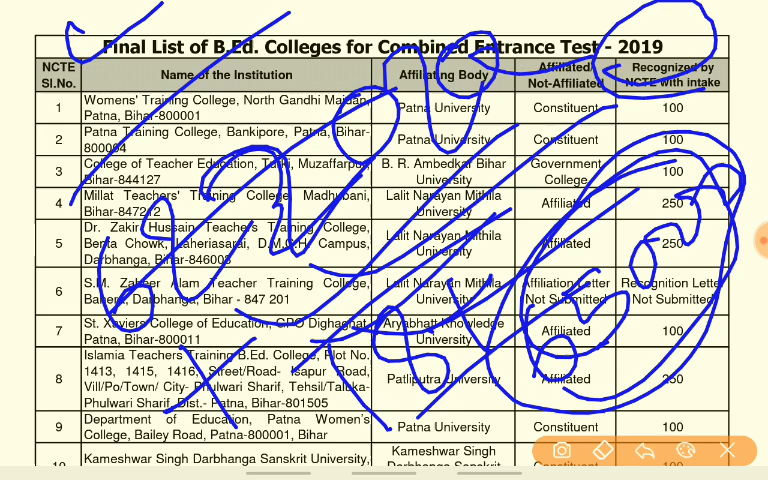 Final List of B.Ed. Colleges for Combined Entrance Test - 2019
NCTE Sl.No. Name of the Institution Affiliating Body Affiliated/ Not-Affiliated Recognized by NCTE with intake
1 Womens' Training College, North Gandhi Maidan, Patna, Bihar-800001 Patna University Constituent 100
2 Patna Training College, Bankipore, Patna, Bihar-800004 Patna University Constituent 100
3 College of Teacher Education, Turki, Muzaffarpur, Bihar-844127 B. R. Ambedkar Bihar University Government College 100
4 Millat Teachers' Training College, Madhubani, Bihar-847212 Lalit Narayan Mithila University Affiliated 250
5 Dr. Zakir Hussain Teachers Training College, Benta Chowk, Laheriasarai, D.M.C.H. Campus, Darbhanga, Bihar-846003 Lalit Narayan Mithila University Affiliated 250
6 S.M. Zaheer Alam Teacher Training College, Darbhanga, Bihar - 847 201 Lalit Narayan Mithila University Affiliation Letter Not Submitted Recognition Letter Not Submitted
7 St. Xaviers College of Education, GPO Dighaghat, Patna, Bihar-800011 Aryabhatt Knowledge University Affiliated 100
8 Islamia Teachers Training B.Ed. College, Plot No. 1413, 1415, 1416, Street/Road- Isapur Road, Vill/Po/Town/ City- Phulwari Sharif, Tehsil/Taluka- Phulwari Sharif, Dist.- Patna, Bihar-801505 Patliputra University Affiliated 250
9 Department of Education, Patna Women's College, Bailey Road, Patna-800001, Bihar Patna University Constituent 100
10 Kameshwar Singh Darbhanga Sanskrit University, Kameshwar Singh Darbhanga Sanskrit Constituent 100